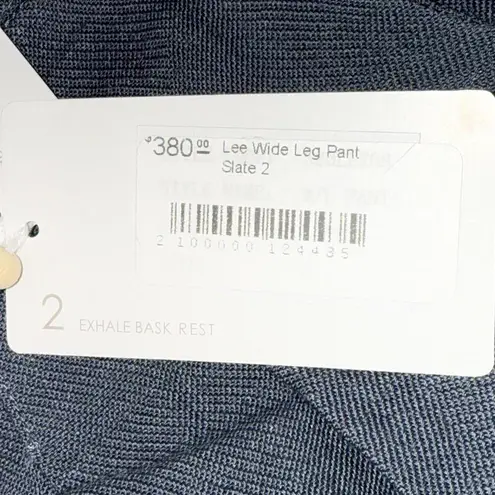 $380.00 Lee Wide Leg Pant
Slate 2
2 100000 124435
2 EXHALE BASK REST